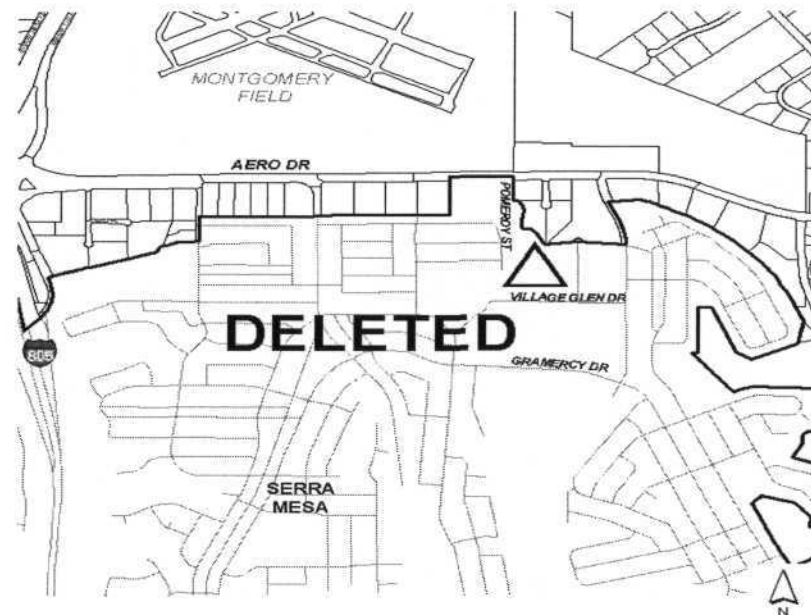 MONTGOMERY
FIELD
AERO DR
POMEROY ST.
VILLAGE GLEN DR
DELETED
GRAMERCY DR
805
SERRA
MESA
N